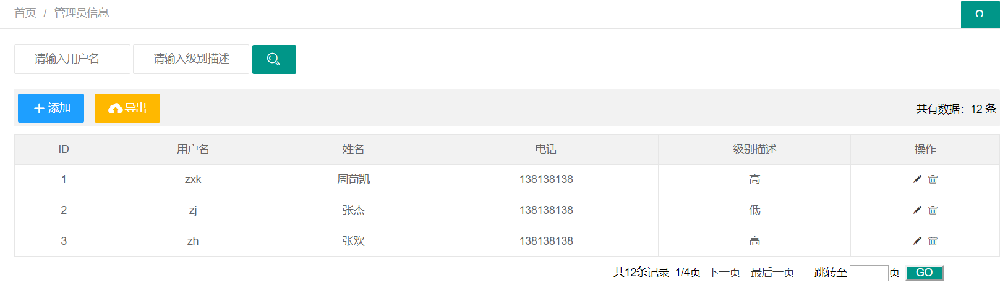 首页 / 管理员信息
请输入用户名 请输入级别描述
添加 导出 共有数据：12 条
ID 用户名 姓名 电话 级别描述 操作
1 zxk 周荀凯 138138138 高
2 zj 张杰 138138138 低
3 zh 张欢 138138138 高
共12条记录 1/4页 下一页 最后一页 跳转至 页 GO